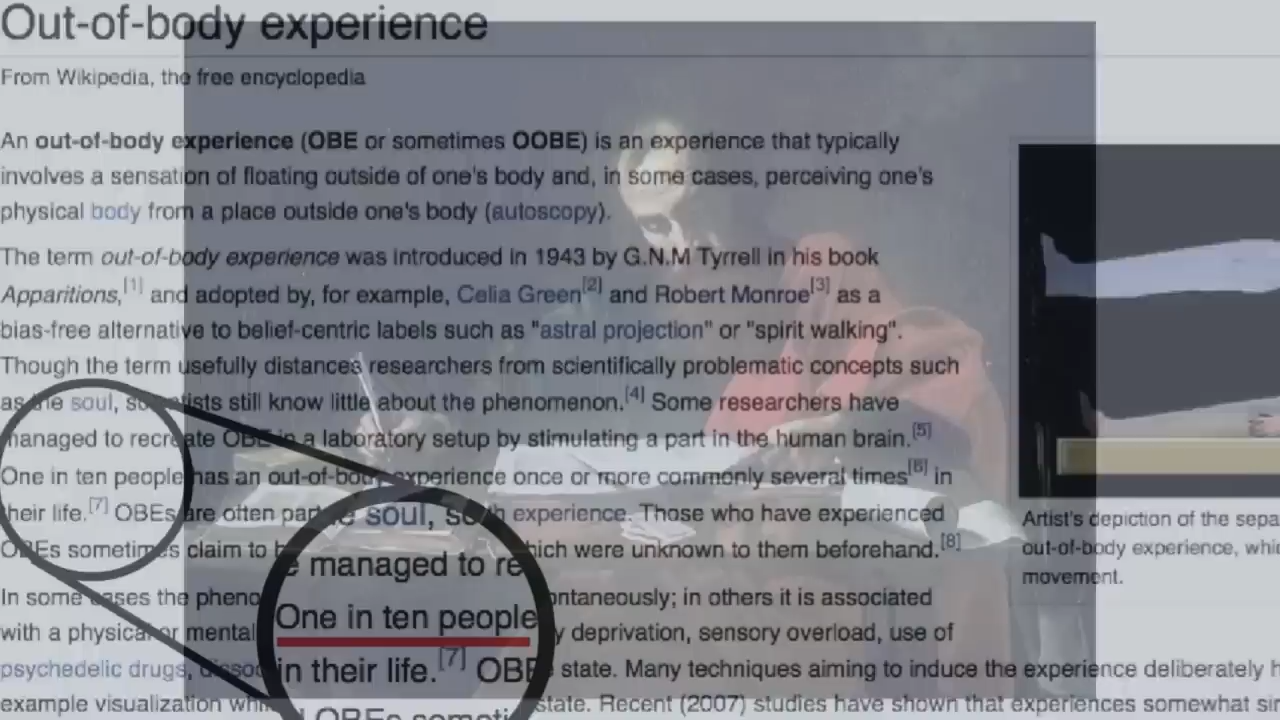 Out-of-body experience
From Wikipedia, the free encyclopedia
An out-of-body experience (OBE or sometimes OOBE) is an experience that typically
involves a sensation of floating outside of one's body and, in some cases, perceiving one's
physical body from a place outside one's body (autoscopy).
The term out-of-body experience was introduced in 1943 by G.N.M Tyrrell in his book
Apparitions,[1] and adopted by, for example, Celia Green[2] and Robert Monroe[3] as a
bias-free alternative to belief-centric labels such as "astral projection" or "spirit walking".
Though the term usefully distances researchers from scientifically problematic concepts such
as the soul, scientists still know little about the phenomenon.[4] Some researchers have
managed to recreate OBE in a laboratory setup by stimulating a part in the human brain.[5]
One in ten people has an out-of-body experience once or more commonly several times[6] in
their life.[7] OBEs are often part experience. Those who have experienced
OBEs sometimes claim to which were unknown to them beforehand.[8]
In some cases the spontaneously; in others it is associated
with a physical or mental deprivation, sensory overload, use of
psychedelic drugs, state. Many techniques aiming to induce the experience deliberately
example visualization state. Recent (2007) studies have shown that experiences somewhat
soul,
managed to
One in ten people
in their life.[7] OBE
OBEs
Artist's depiction of the
out-of-body experience,
movement.